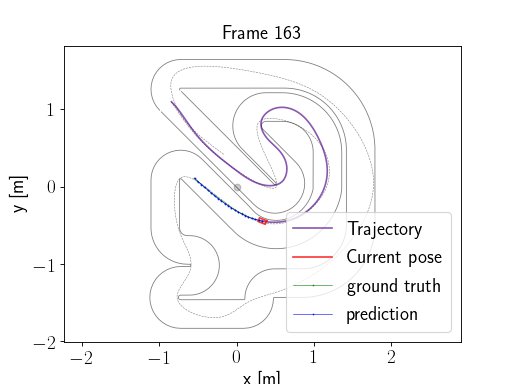 Frame 163
y [m]
1
0
−1
−2
−2
−1
0
1
2
x [m]
Trajectory
Current pose
ground truth
prediction